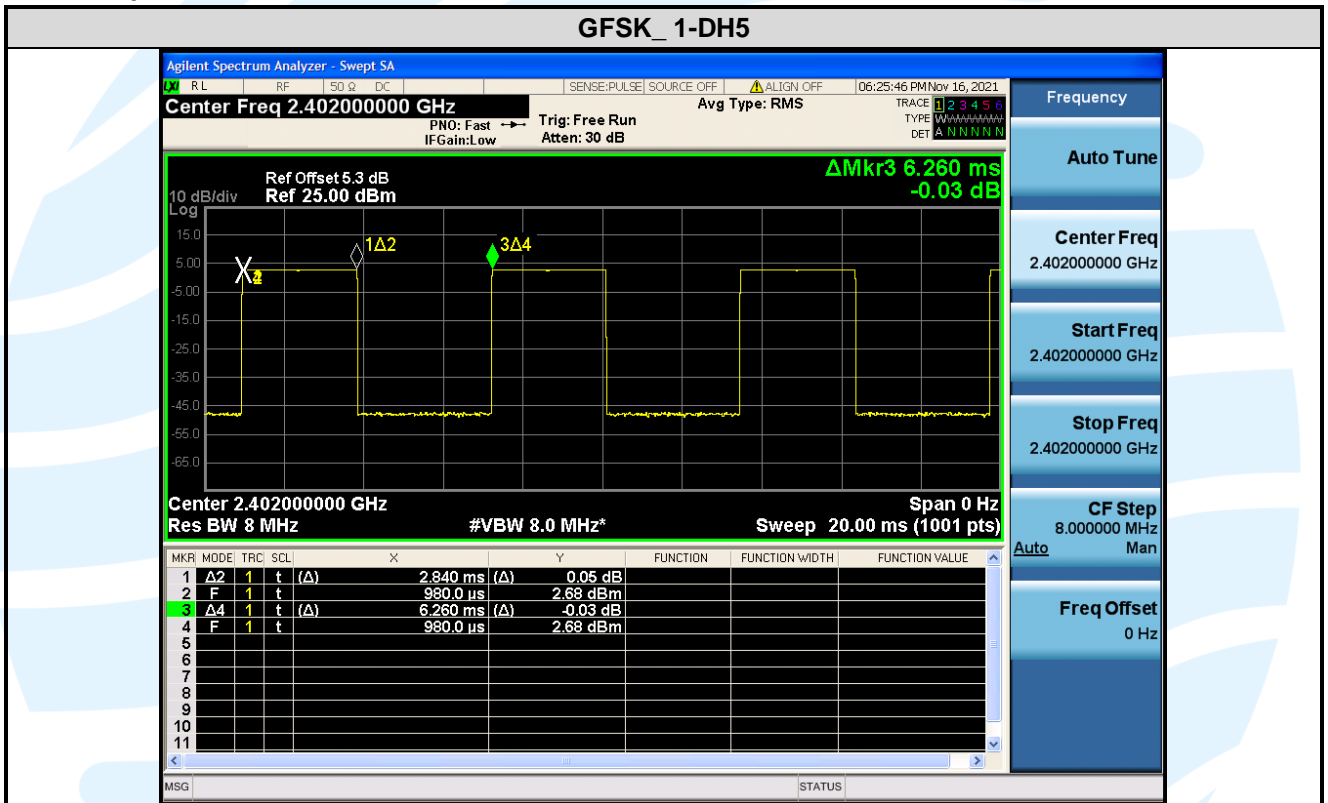 GFSK_ 1-DH5
Agilent Spectrum Analyzer - Swept SA
LXI RL RF 50 Ω DC SENSE:PULSE SOURCE OFF ALIGN OFF 06:25:46 PM Nov 16, 2021
Center Freq 2.402000000 GHz
PNO: Fast
IFGain:Low
Trig: Free Run
Atten: 30 dB
Avg Type: RMS
TRACE 1 2 3 4 5 6
TYPE
DET A N N N N N
ΔMkr3 6.260 ms
-0.03 dB
Ref Offset 5.3 dB
10 dB/div Ref 25.00 dBm
Log
15.0
5.00
-5.00
-15.0
-25.0
-35.0
-45.0
-55.0
-65.0
1Δ2
3Δ4
Center 2.402000000 GHz Span 0 Hz
Res BW 8 MHz #VBW 8.0 MHz* Sweep 20.00 ms (1001 pts)
MKR MODE TRC SCL X Y FUNCTION FUNCTION WIDTH FUNCTION VALUE
1 Δ2 1 t (Δ) 2.840 ms (Δ) 0.05 dB
2 F 1 t 980.0 µs 2.68 dBm
3 Δ4 1 t (Δ) 6.260 ms (Δ) -0.03 dB
4 F 1 t 980.0 µs 2.68 dBm
5
6
7
8
9
10
11
MSG STATUS
Frequency
Auto Tune
Center Freq
2.402000000 GHz
Start Freq
2.402000000 GHz
Stop Freq
2.402000000 GHz
CF Step
8.000000 MHz
Auto Man
Freq Offset
0 Hz